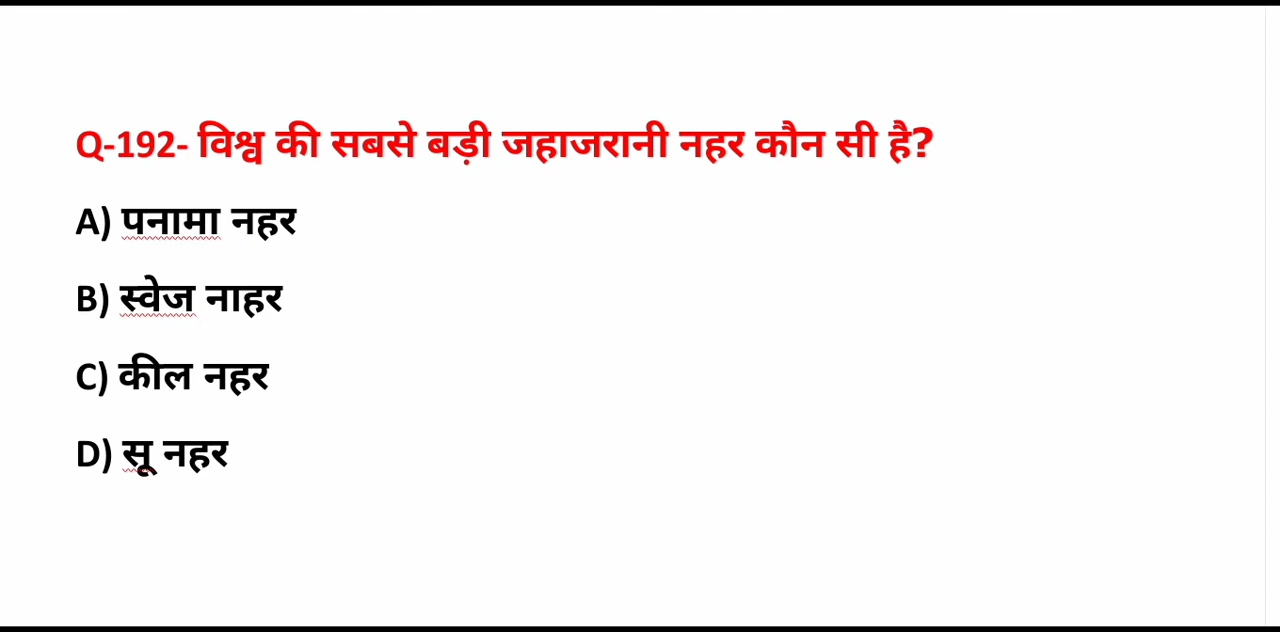 Q-192- विश्व की सबसे बड़ी जहाजरानी नहर कौन सी है?
A) पनामा नहर
B) स्वेज नाहर
C) कील नहर
D) सू नहर